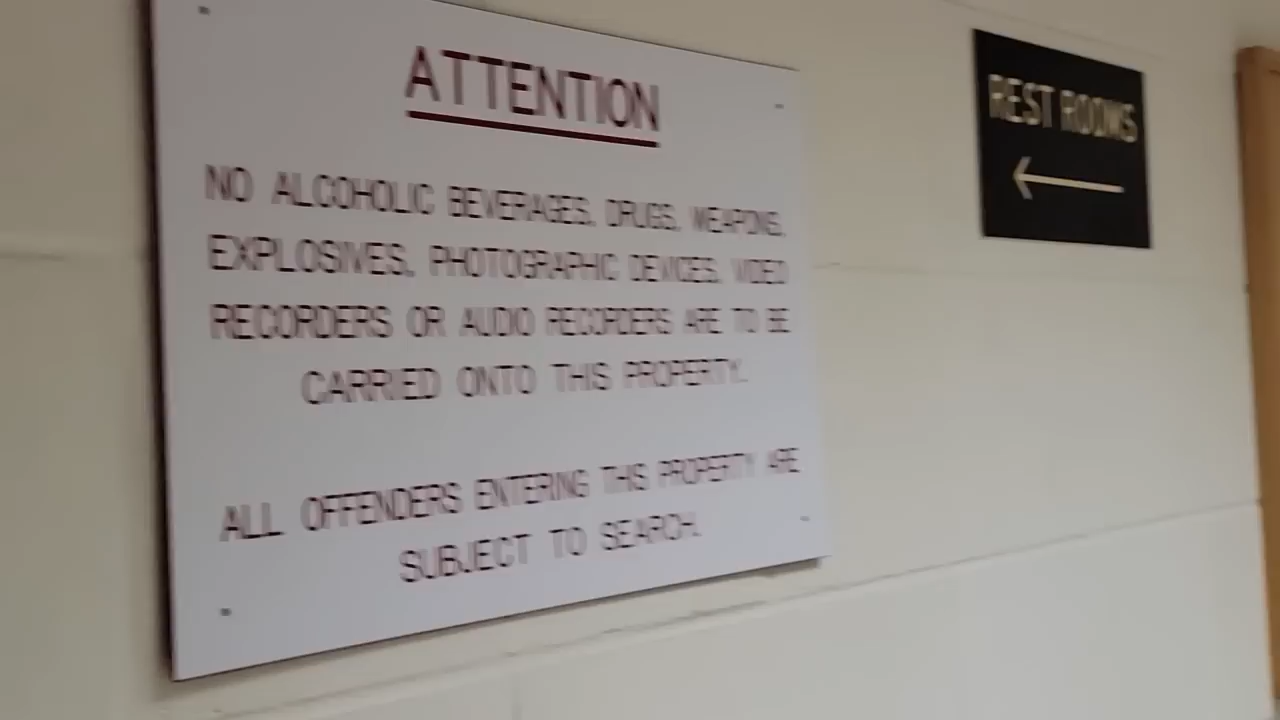 ATTENTION
NO ALCOHOLIC BEVERAGES, DRUGS, WEAPONS,
EXPLOSIVES, PHOTOGRAPHIC DEVICES, VIDEO
RECORDERS OR AUDIO RECORDERS ARE TO BE
CARRIED ONTO THIS PROPERTY.
ALL OFFENDERS ENTERING THIS PROPERTY ARE
SUBJECT TO SEARCH.
REST ROOMS